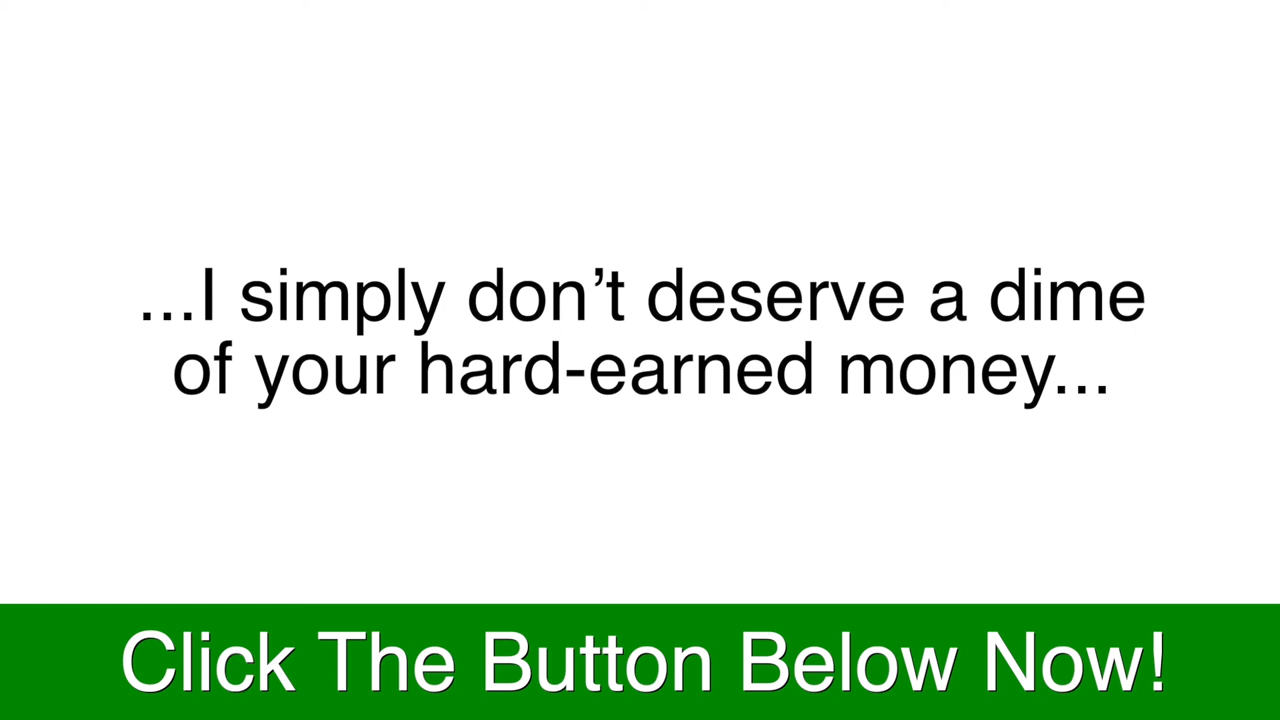 ...I simply don’t deserve a dime
of your hard-earned money...
Click The Button Below Now!